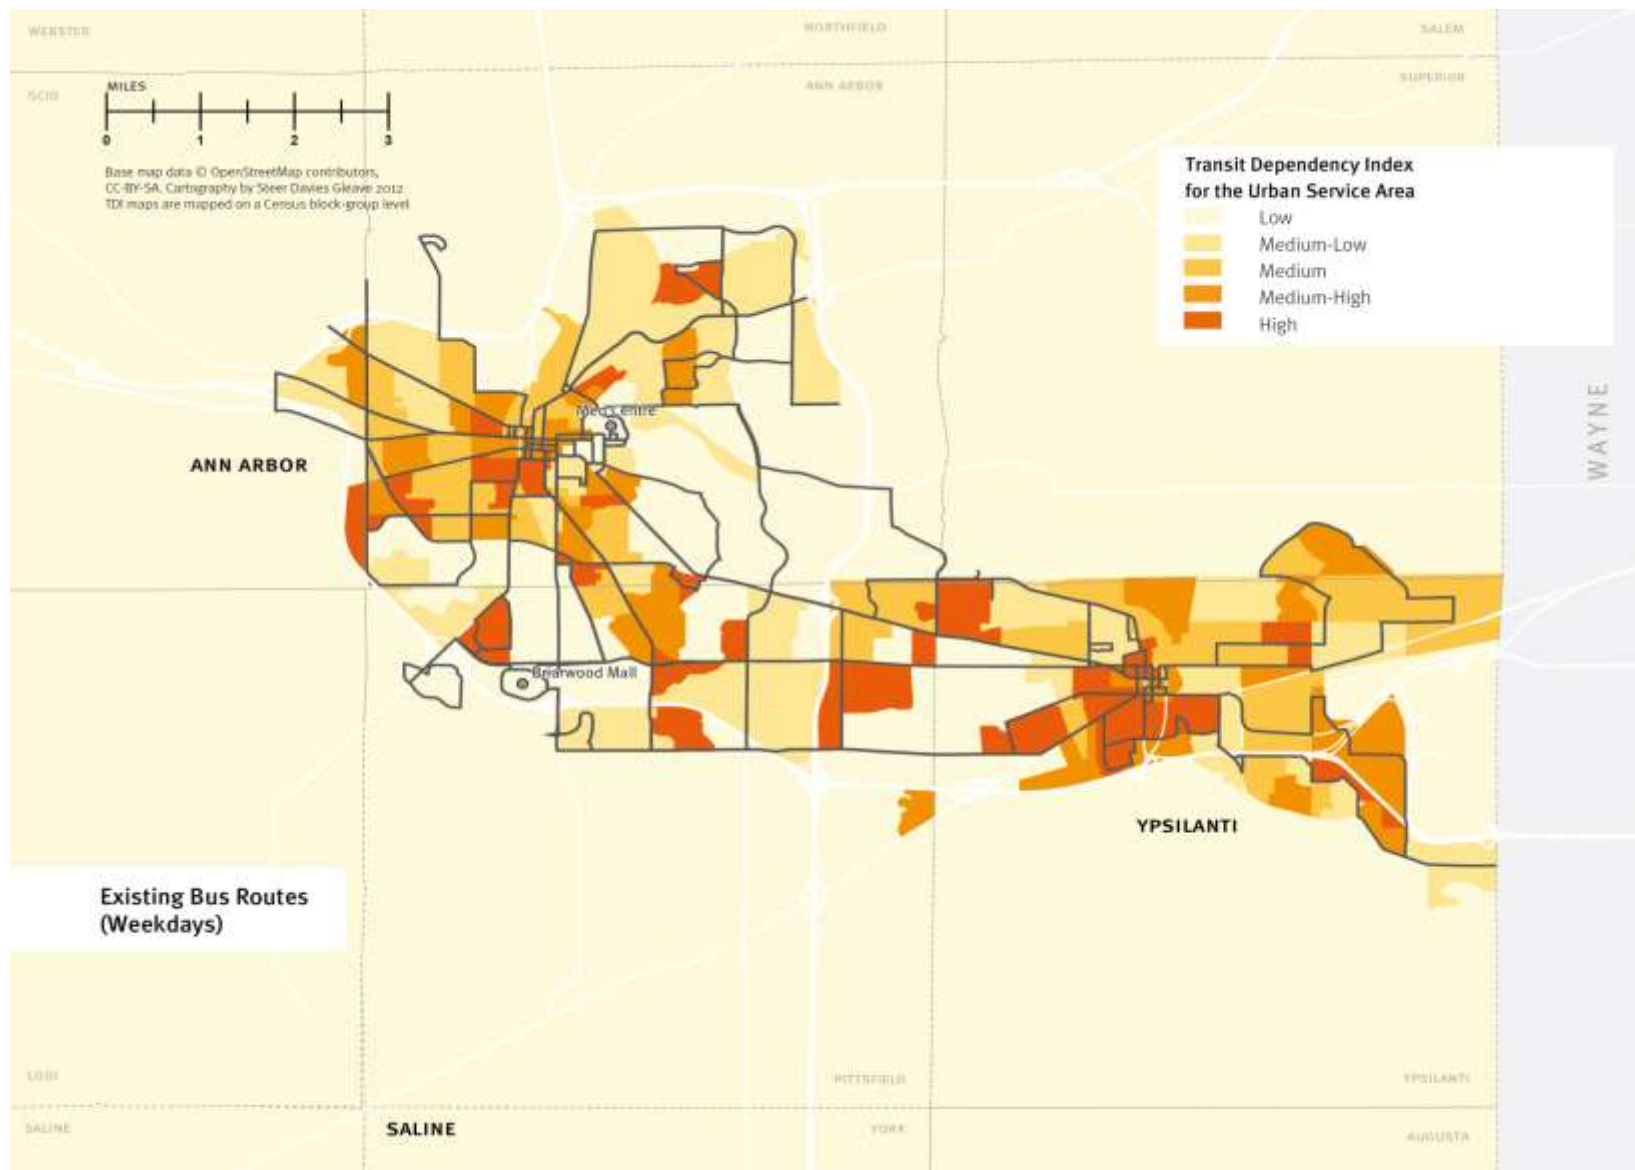 WEBSTER
NORTHFIELD
SALEM
SCIO
ANN ARBOR
SUPERIOR
MILES
0 1 2 3
Base map data © OpenStreetMap contributors,
CC-BY-SA. Cartography by Steer Davies Gleave 2012
TDI maps are mapped on a Census block-group level
Transit Dependency Index
for the Urban Service Area
Low
Medium-Low
Medium
Medium-High
High
WAYNE
Med Centre
ANN ARBOR
Briarwood Mall
YPSILANTI
Existing Bus Routes
(Weekdays)
LODI
PITTSFIELD
YPSILANTI
SALINE
SALINE
YORK
AUGUSTA